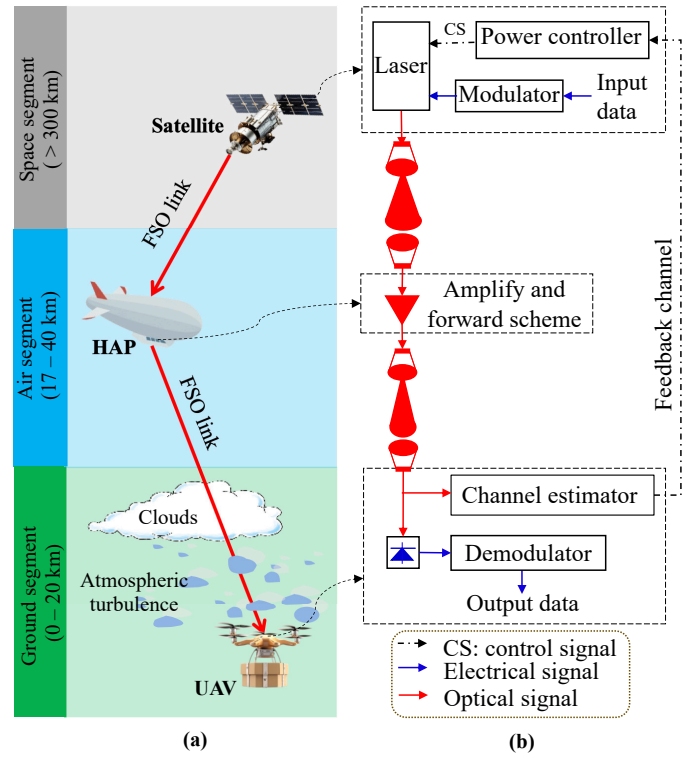 Space segment
( > 300 km)
Satellite
FSO link
Air segment
(17 – 40 km)
HAP
FSO link
Ground segment
(0 – 20 km)
Clouds
Atmospheric
turbulence
UAV
(a)
CS
Power controller
Laser
Modulator
Input
data
Amplify and
forward scheme
Feedback channel
Channel estimator
Demodulator
Output data
CS: control signal
Electrical signal
Optical signal
(b)